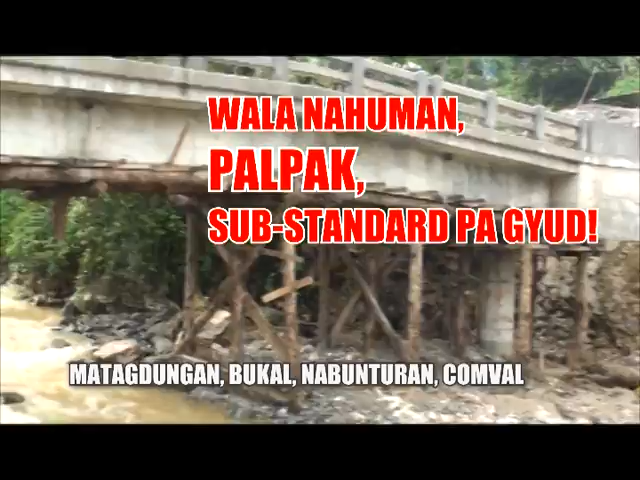 WALA NAHUMAN,
PALPAK,
SUB-STANDARD PA GYUD!
MATAGDUNGAN, BUKAL, NABUNTURAN, COMVAL